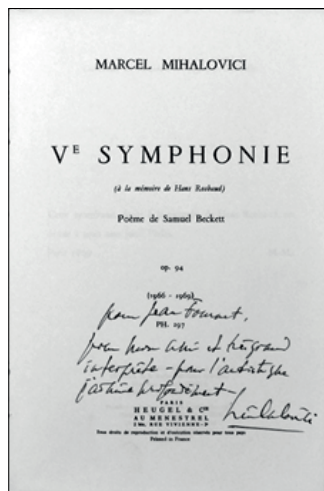 MARCEL MIHALOVICI
Vᴱ SYMPHONIE
(à la mémoire de Hans Rosbaud)
Poème de Samuel Beckett
op. 94
(1966 - 1969)
pour Jean Fournet,
PH. 297
pour mon ami et très grand
interprète - pour l'artiste que
j'admire profondément
PARIS
HEUGEL & Cⁱᵉ
AU MENESTREL
2 bis, RUE VIVIENNE - 2ᵉ
Tous droits de reproduction et d'exécution réservés pour tous pays
Printed in France